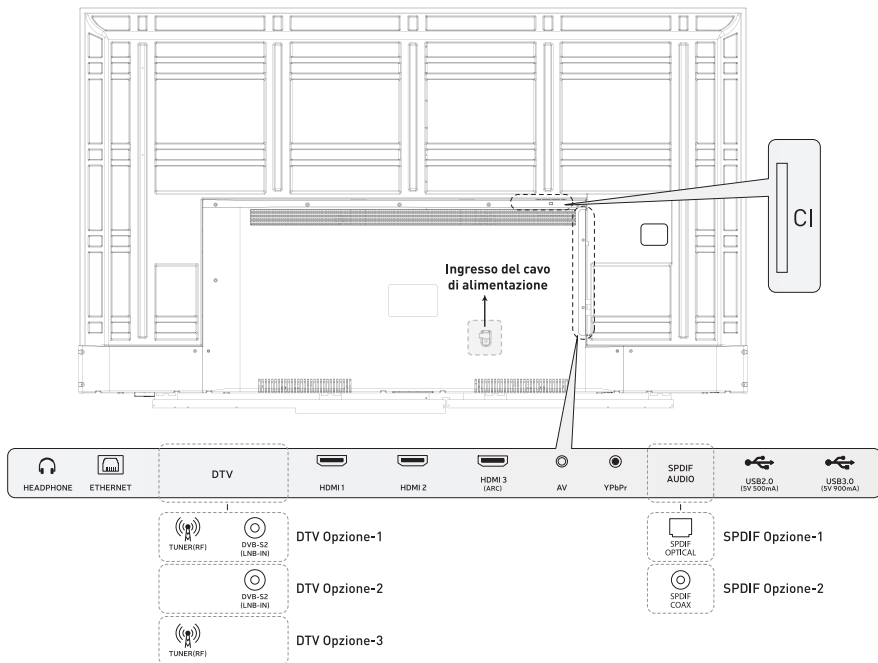 CI
Ingresso del cavo
di alimentazione
HEADPHONE
ETHERNET
DTV
HDMI 1
HDMI 2
HDMI 3
(ARC)
AV
YPbPr
SPDIF
AUDIO
USB2.0
(5V 500mA)
USB3.0
(5V 900mA)
TUNER(RF)
DVB-S2
(LNB-IN)
DTV Opzione-1
SPDIF
OPTICAL
SPDIF Opzione-1
DVB-S2
(LNB-IN)
DTV Opzione-2
SPDIF
COAX
SPDIF Opzione-2
TUNER(RF)
DTV Opzione-3